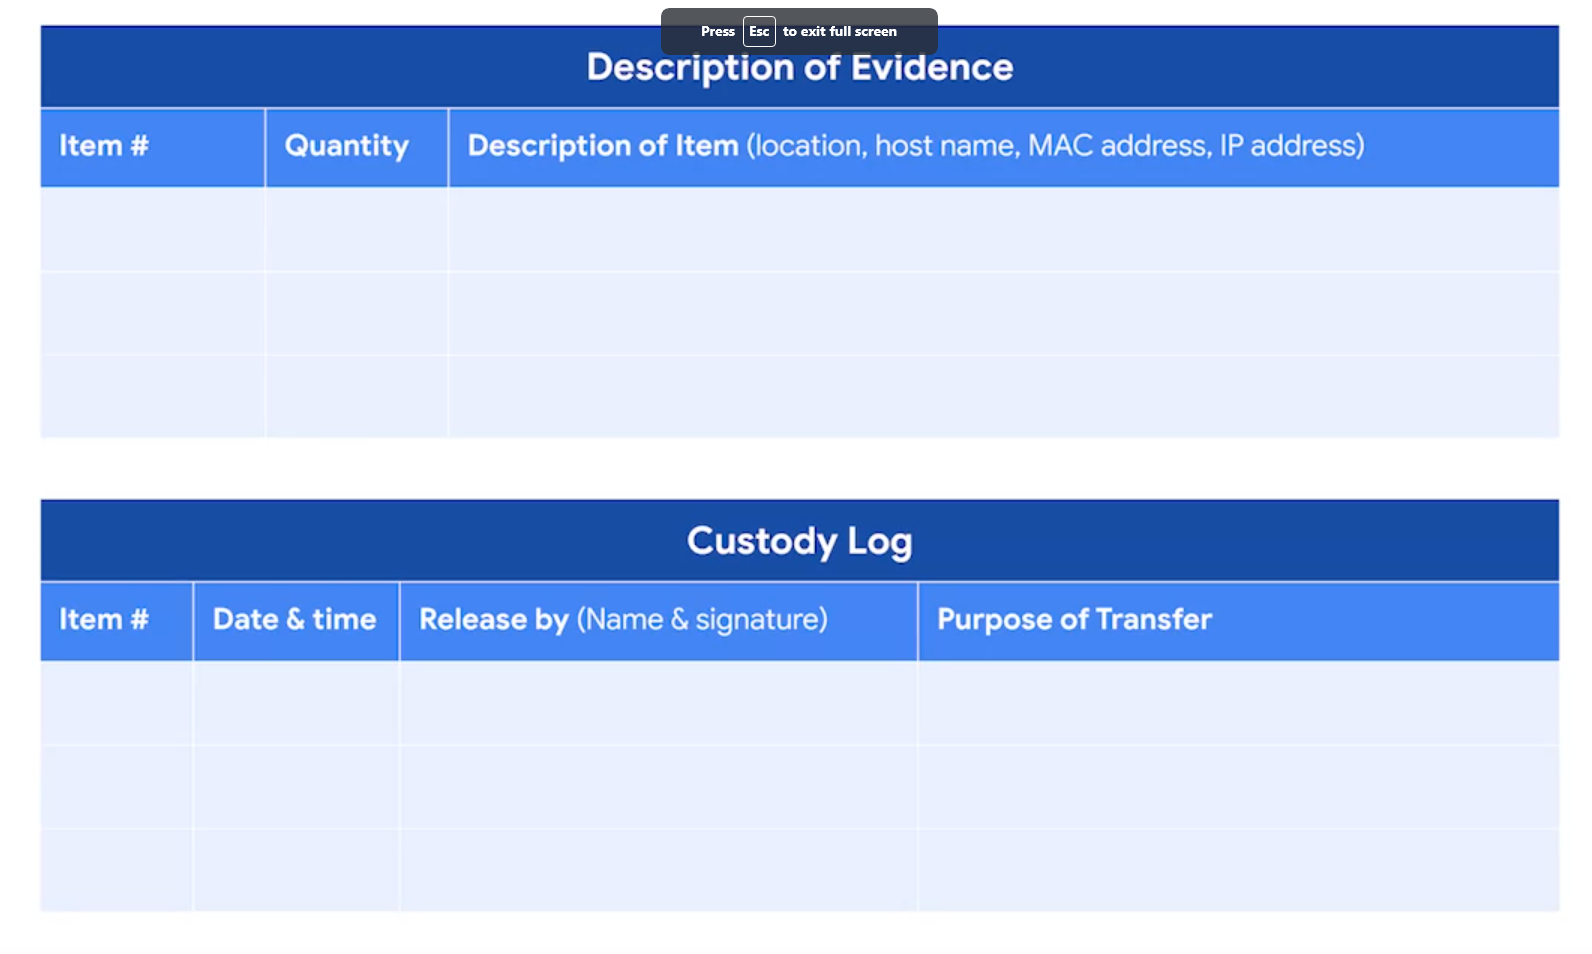 Press Esc to exit full screen
Description of Evidence
Item # Quantity Description of Item (location, host name, MAC address, IP address)
Custody Log
Item # Date & time Release by (Name & signature) Purpose of Transfer